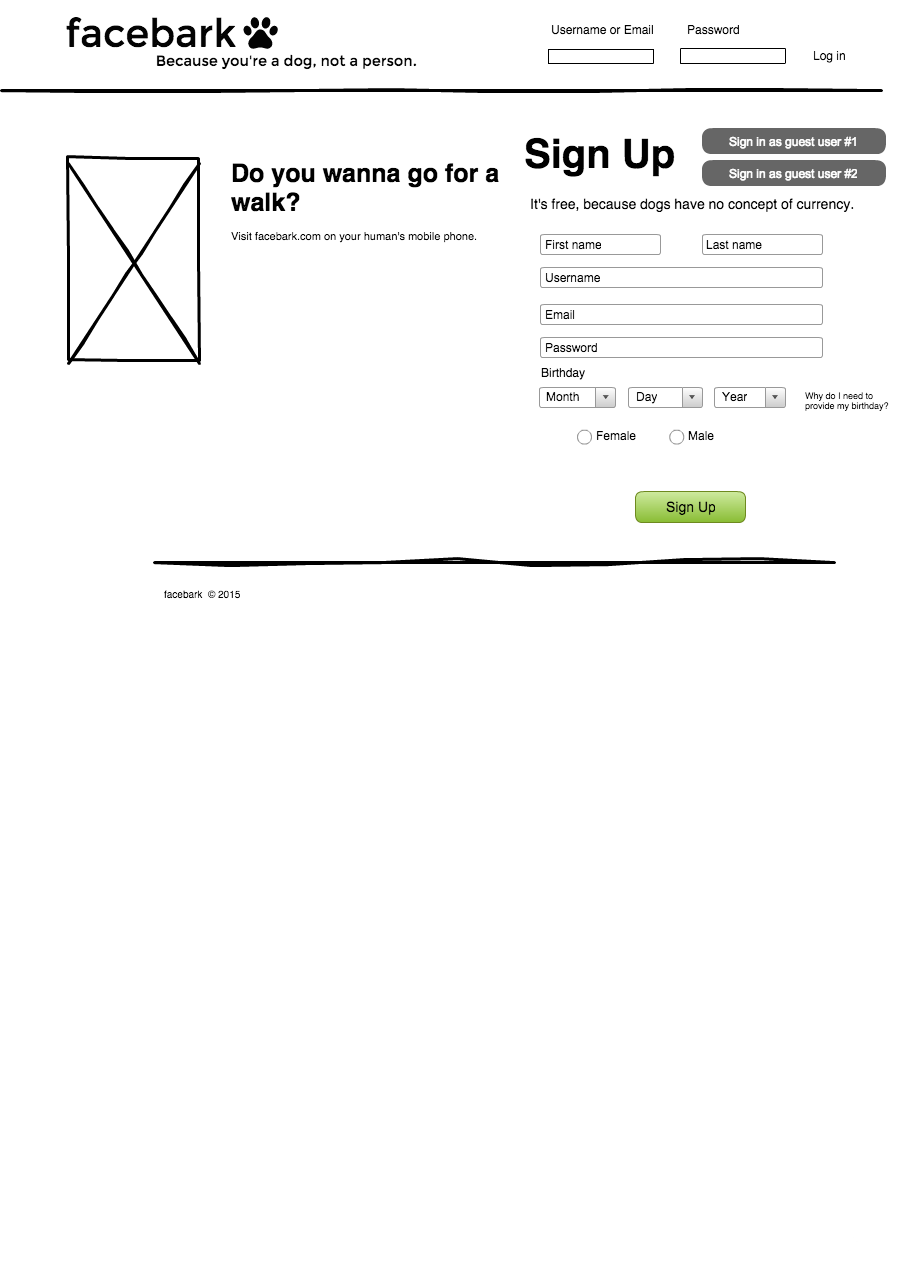 facebark
Because you're a dog, not a person.
Username or Email
Password
Log in
Do you wanna go for a
walk?
Visit facebark.com on your human's mobile phone.
Sign Up
Sign in as guest user #1
Sign in as guest user #2
It's free, because dogs have no concept of currency.
First name
Last name
Username
Email
Password
Birthday
Month
Day
Year
Why do I need to
provide my birthday?
Female
Male
Sign Up
facebark © 2015